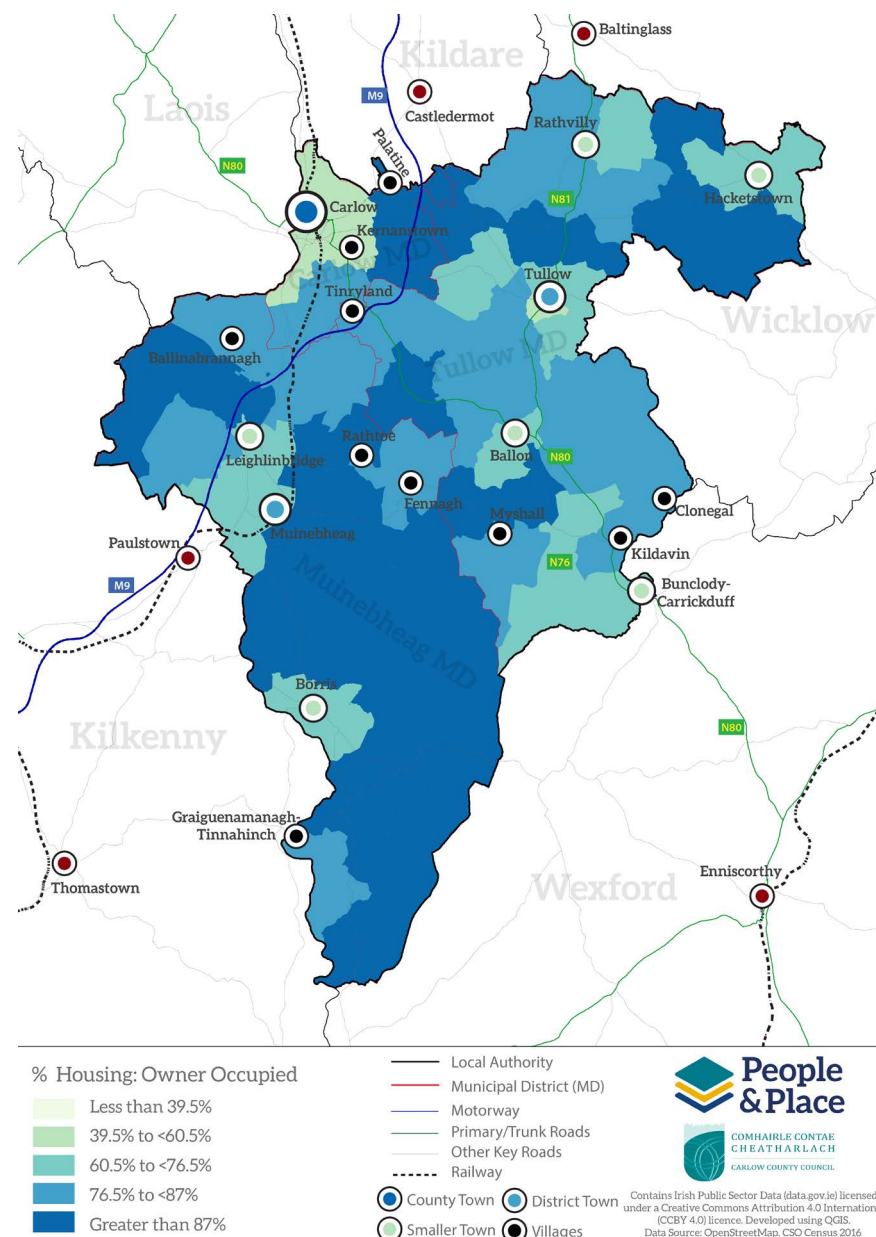 Baltinglass
Kildare
M9
Laois
Castledermot
Rathvilly
Palatine
N80
N81
Hacketstown
Carlow
Kernanstown
Carlow MD
Tullow
Tinryland
Wicklow
Ballinabrannagh
Tullow MD
Rathtoe
Leighlinbridge
Ballon
N80
Fennagh
Clonegal
Myshall
Muinebheag
Paulstown
Kildavin
N76
M9
Bunclody-
Carrickduff
Muinebheag MD
Borris
N80
Kilkenny
Graiguenamanagh-
Tinnahinch
Enniscorthy
Wexford
Thomastown
% Housing: Owner Occupied
Less than 39.5%
39.5% to <60.5%
60.5% to <76.5%
76.5% to <87%
Greater than 87%
Local Authority
Municipal District (MD)
Motorway
Primary/Trunk Roads
Other Key Roads
Railway
County Town
District Town
Smaller Town
Villages
People
&Place
COMHAIRLE CONTAE
CHEATHARLACH
CARLOW COUNTY COUNCIL
Contains Irish Public Sector Data (data.gov.ie) licensed
under a Creative Commons Attribution 4.0 Internation
(CCBY 4.0) licence. Developed using QGIS.
Data Source: OpenStreetMap, CSO Census 2016